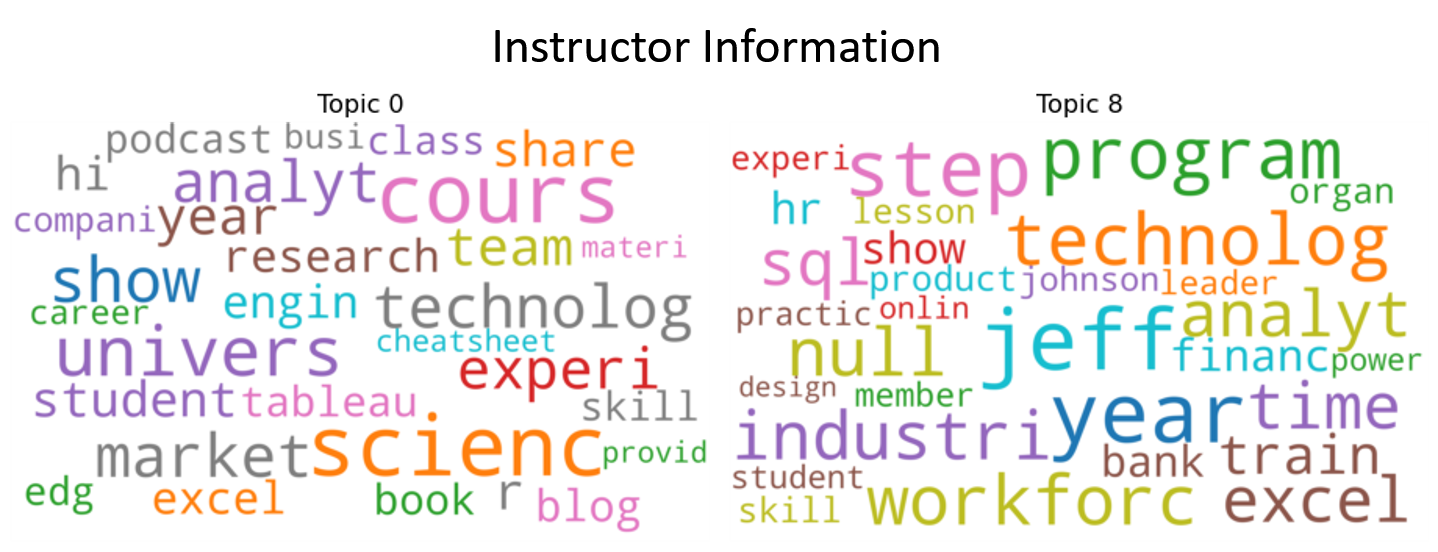 Instructor Information
Topic 0
podcast busi class share
hi analyt cours
compani year
research team materi
show engin technolog
career cheatsheet
univers experi
student tableau skill
market scienc provid
edg excel book r blog
Topic 8
experi step program
hr lesson organ
sql show technolog
product johnson leader
practic onlin jeff analyt
null financ power
design member
industri year time
student bank train
skill workforc excel